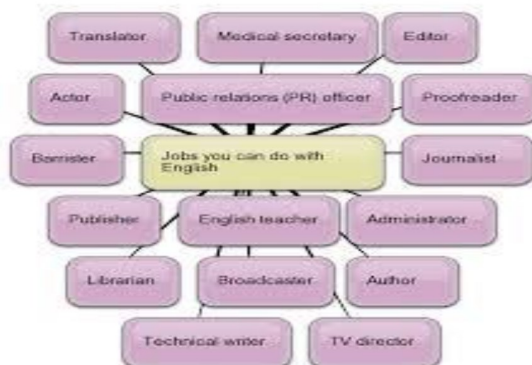 Translator
Medical secretary
Editor
Actor
Public relations (PR) officer
Proofreader
Barrister
Jobs you can do with
English
Journalist
Publisher
English teacher
Administrator
Librarian
Broadcaster
Author
Technical writer
TV director